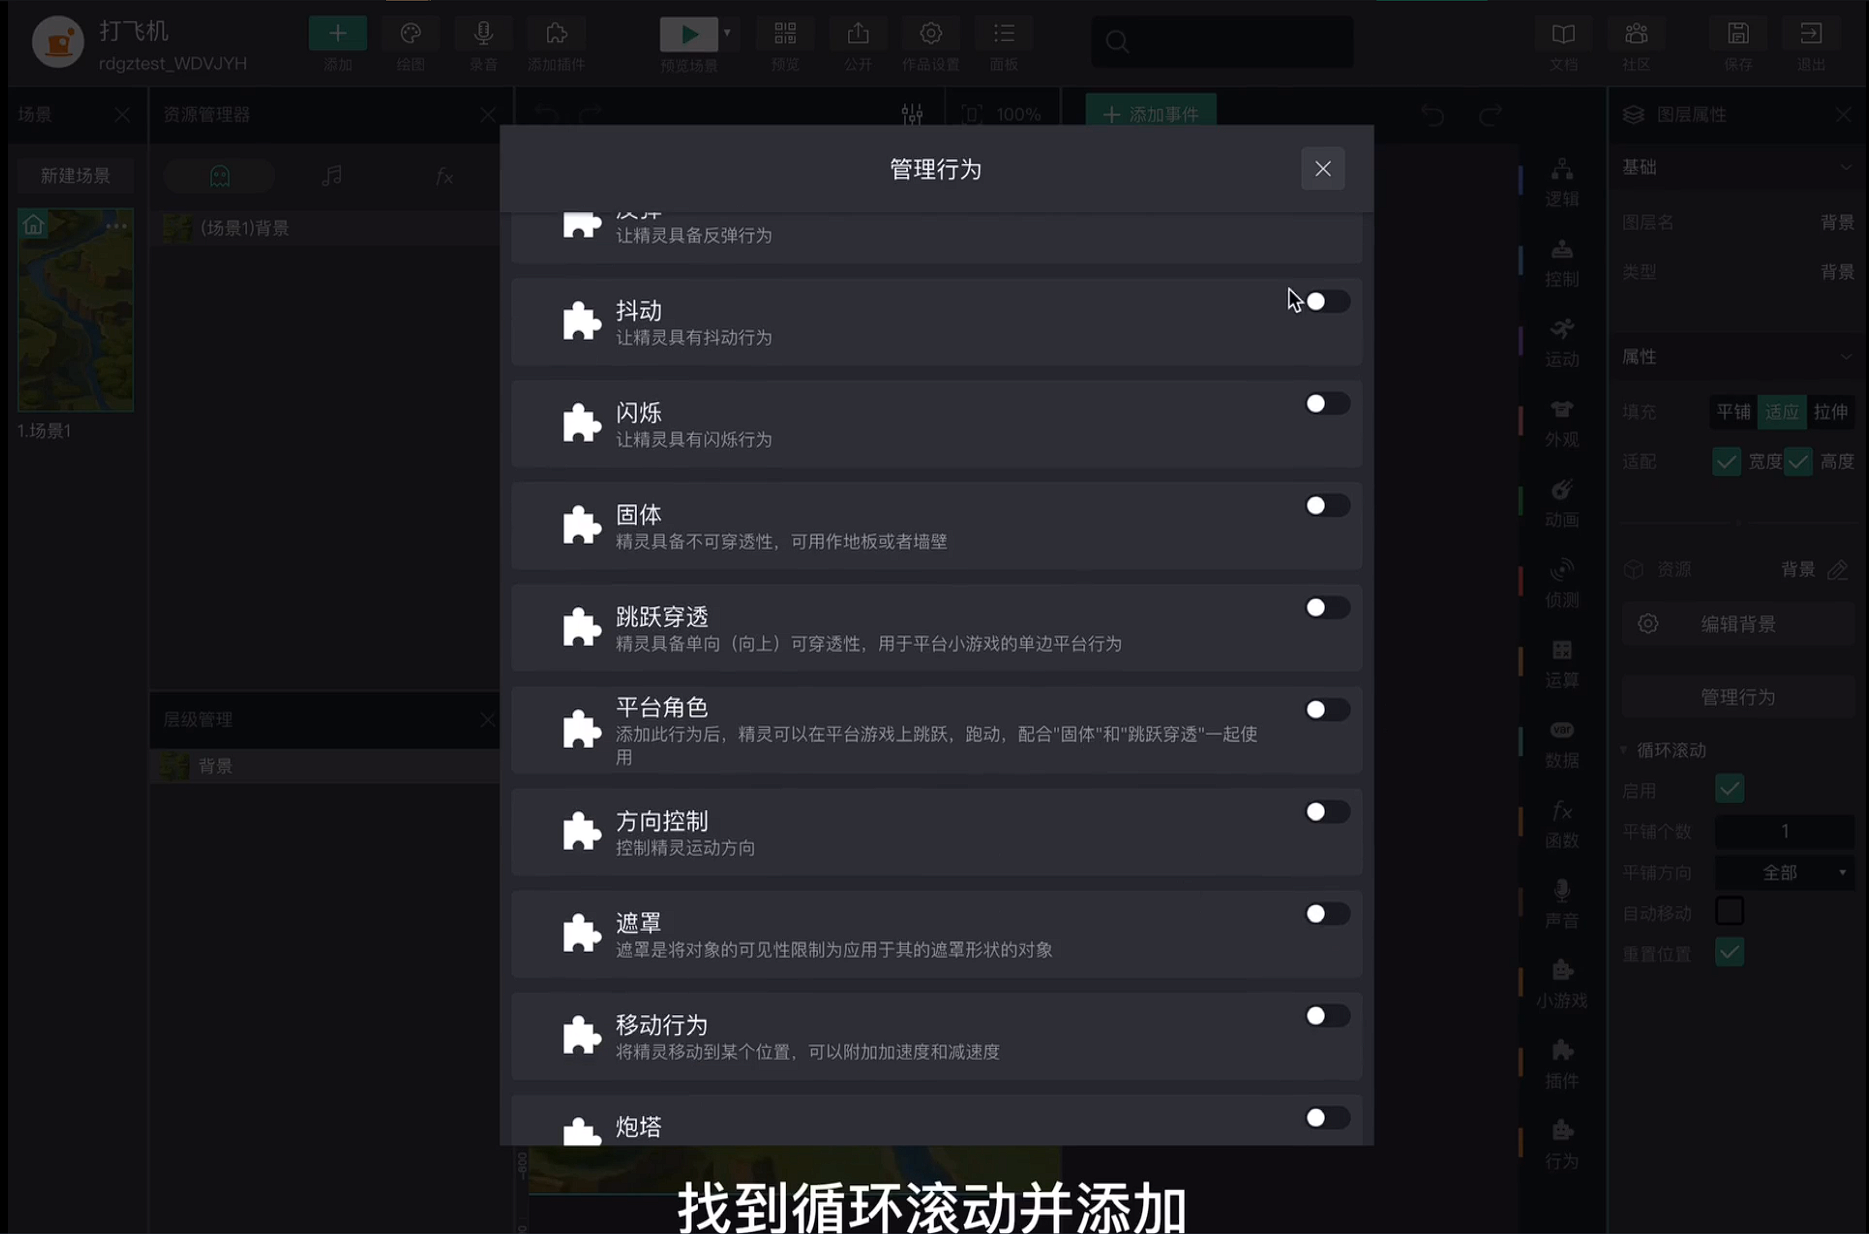 打飞机
rdgztest_WDVJYH
添加
绘图
录音
添加插件
预览场景
预览
公开
作品设置
面板
文档
社区
保存
退出
场景
资源管理器
100%
添加事件
图层属性
新建场景
fx
(场景1)背景
1.场景1
层级管理
背景
管理行为
反弹
让精灵具备反弹行为
抖动
让精灵具有抖动行为
闪烁
让精灵具有闪烁行为
固体
精灵具备不可穿透性，可用作地板或者墙壁
跳跃穿透
精灵具备单向（向上）可穿透性，用于平台小游戏的单边平台行为
平台角色
添加此行为后，精灵可以在平台游戏上跳跃，跑动，配合"固体"和"跳跃穿透"一起使
用
方向控制
控制精灵运动方向
遮罩
遮罩是将对象的可见性限制为应用于其的遮罩形状的对象
移动行为
将精灵移动到某个位置，可以附加加速度和减速度
炮塔
逻辑
控制
运动
外观
动画
侦测
运算
var
数据
fx
函数
声音
小游戏
插件
行为
基础
图层名 背景
类型 背景
属性
填充 平铺 适应 拉伸
适配 宽度 高度
资源 背景
编辑背景
管理行为
循环滚动
启用
平铺个数 1
平铺方向 全部
自动移动
重置位置
找到循环滚动并添加